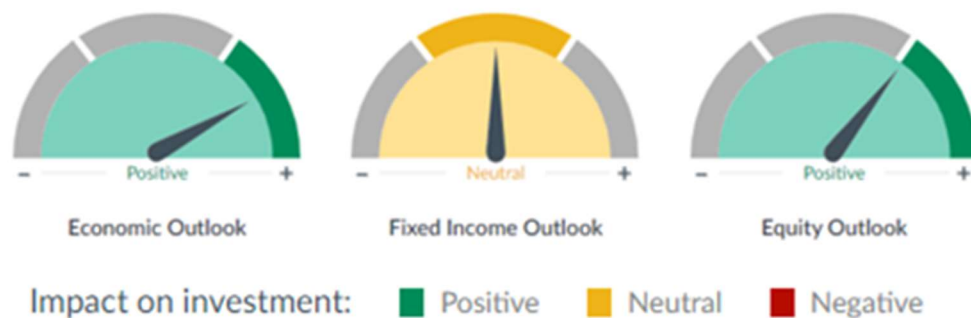 - Positive +
- Neutral +
- Positive +
Economic Outlook
Fixed Income Outlook
Equity Outlook
Impact on investment: Positive Neutral Negative